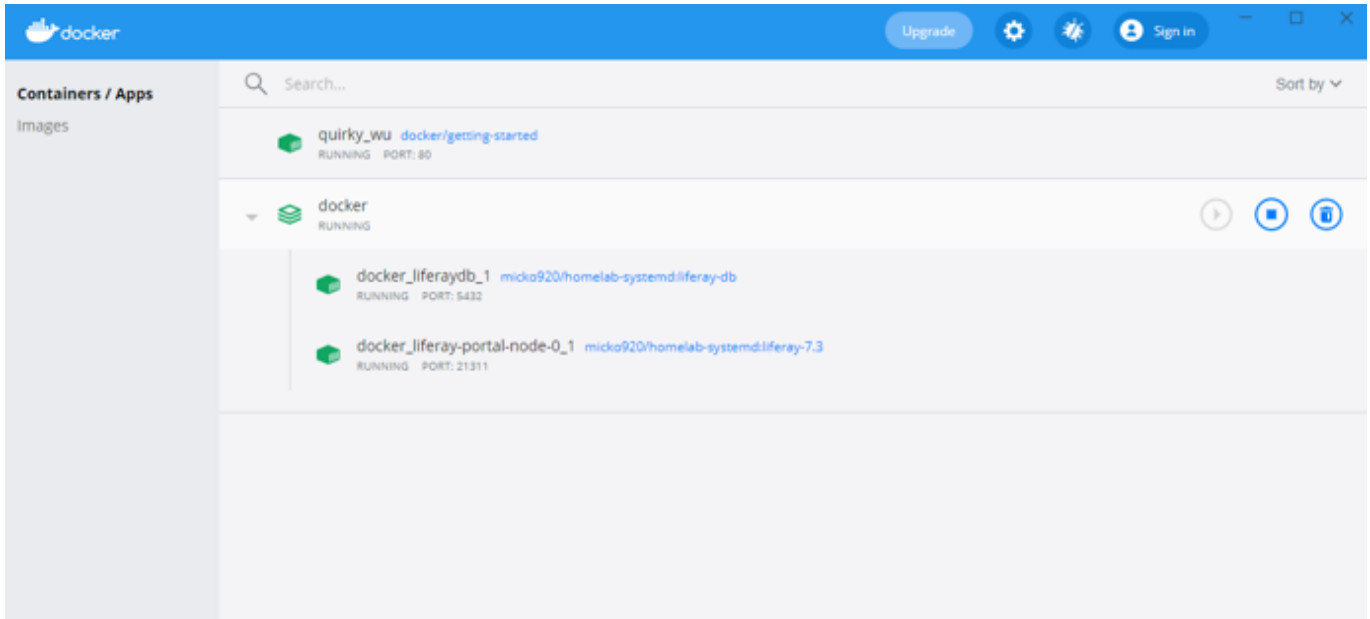 docker
Upgrade
Sign in
Containers / Apps
Images
Search...
Sort by
quirky_wu docker/getting-started
RUNNING PORT: 80
docker
RUNNING
docker_liferaydb_1 micko920/homelab-systemd:liferay-db
RUNNING PORT: 5432
docker_liferay-portal-node-0_1 micko920/homelab-systemd:liferay-7.3
RUNNING PORT: 21311